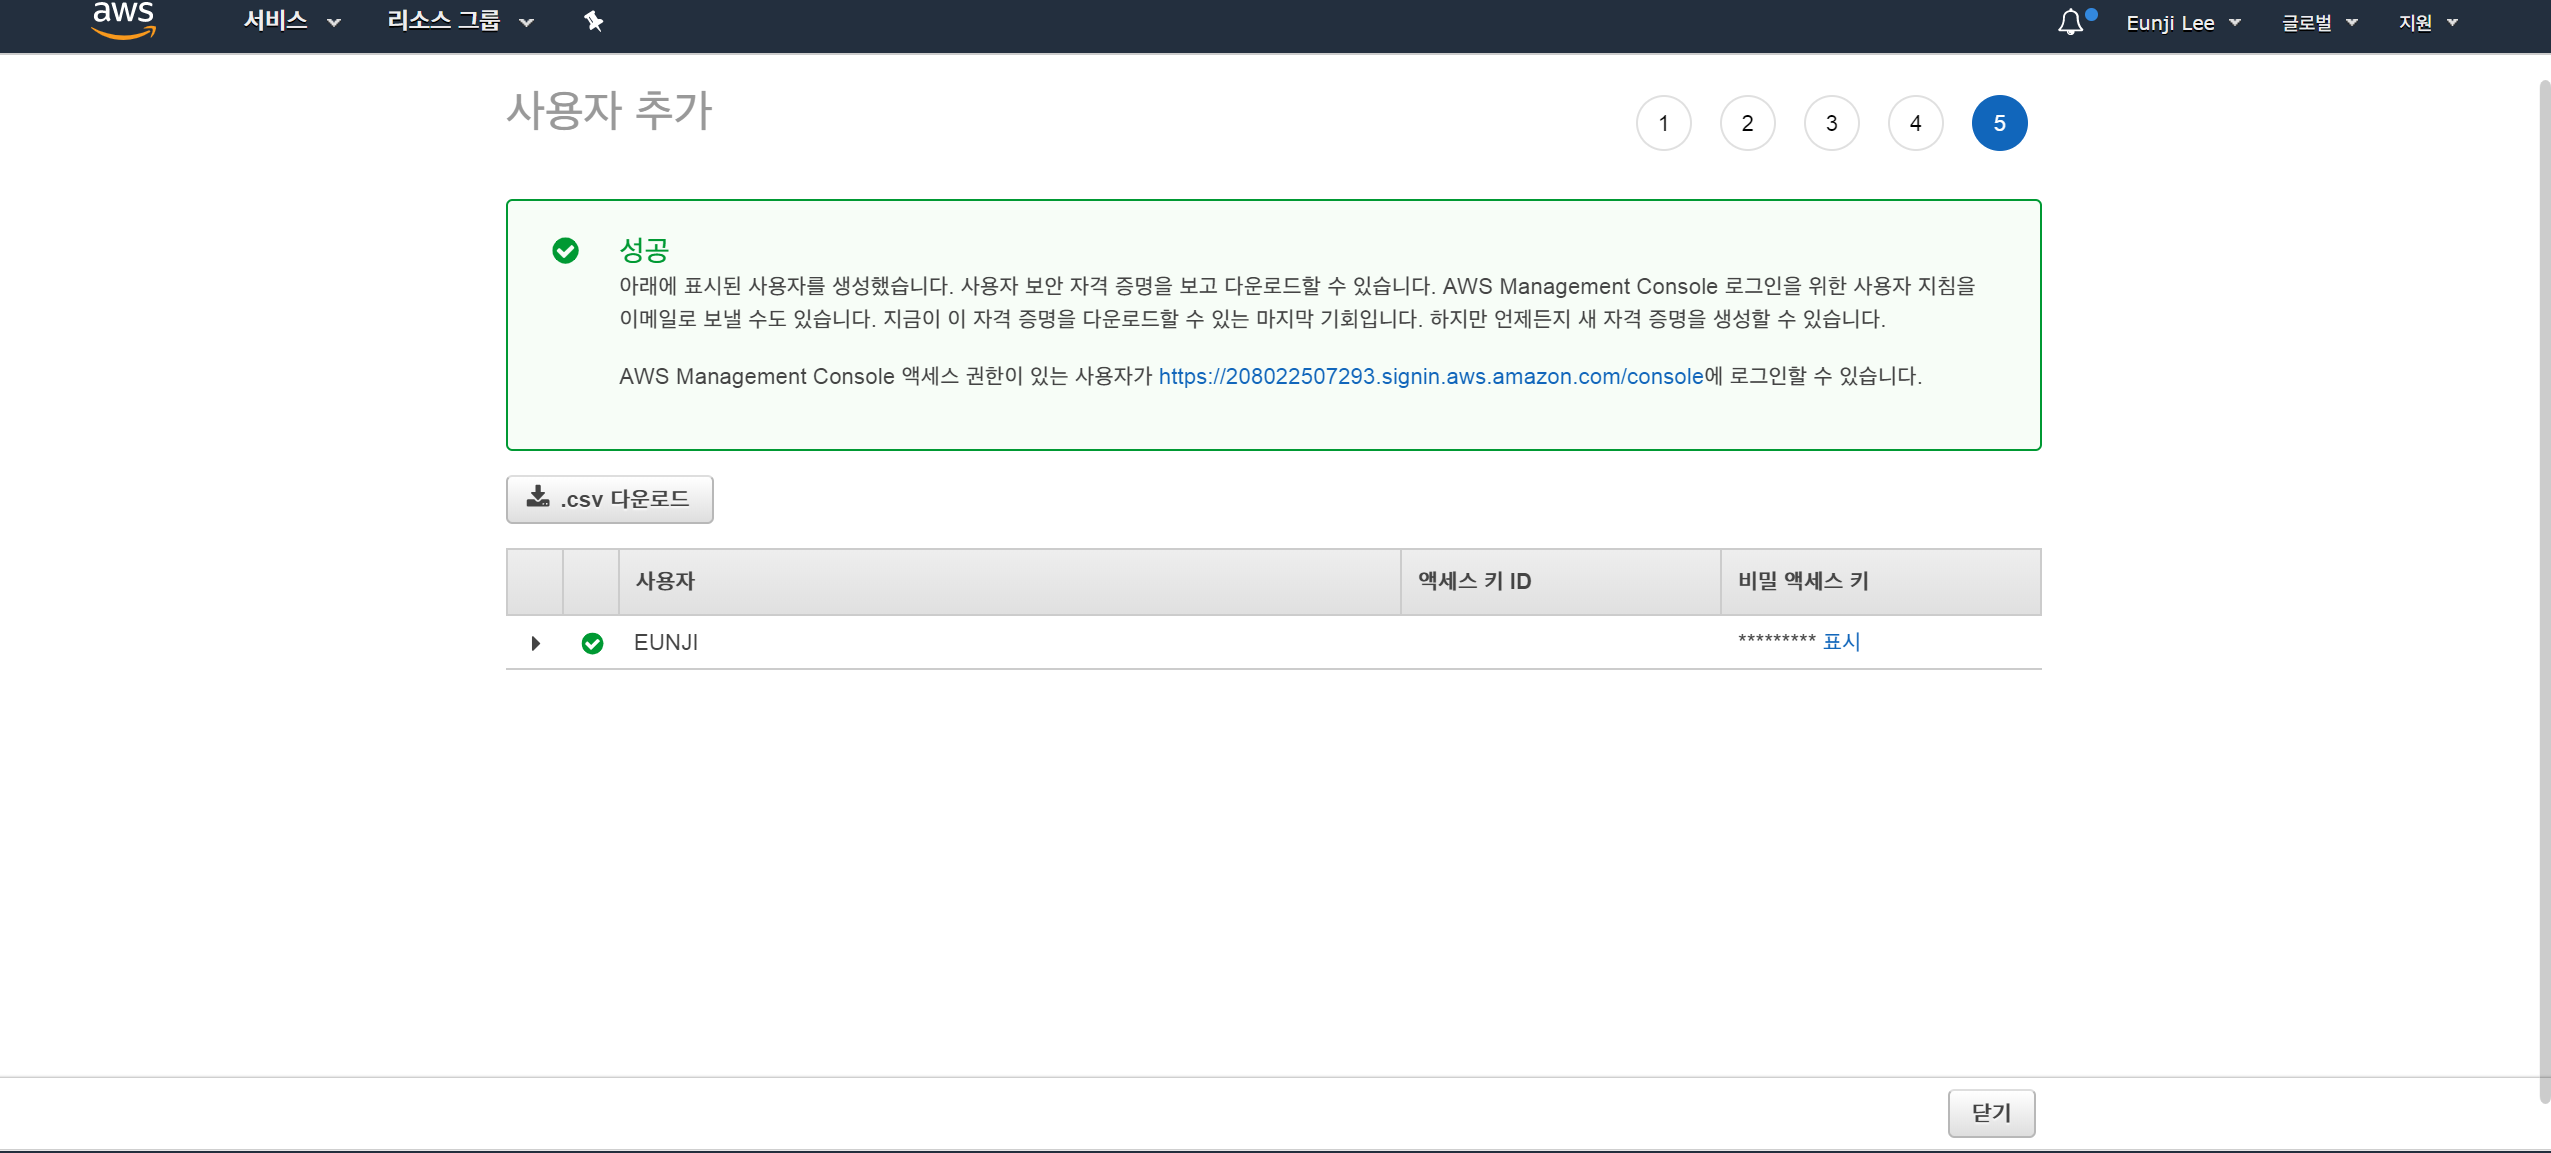 aws 서비스 리소스 그룹 Eunji Lee 글로벌 지원
사용자 추가
1 2 3 4 5
성공
아래에 표시된 사용자를 생성했습니다. 사용자 보안 자격 증명을 보고 다운로드할 수 있습니다. AWS Management Console 로그인을 위한 사용자 지침을
이메일로 보낼 수도 있습니다. 지금이 이 자격 증명을 다운로드할 수 있는 마지막 기회입니다. 하지만 언제든지 새 자격 증명을 생성할 수 있습니다.
AWS Management Console 액세스 권한이 있는 사용자가 https://208022507293.signin.aws.amazon.com/console에 로그인할 수 있습니다.
.csv 다운로드
사용자 액세스 키 ID 비밀 액세스 키
EUNJI ********* 표시
닫기